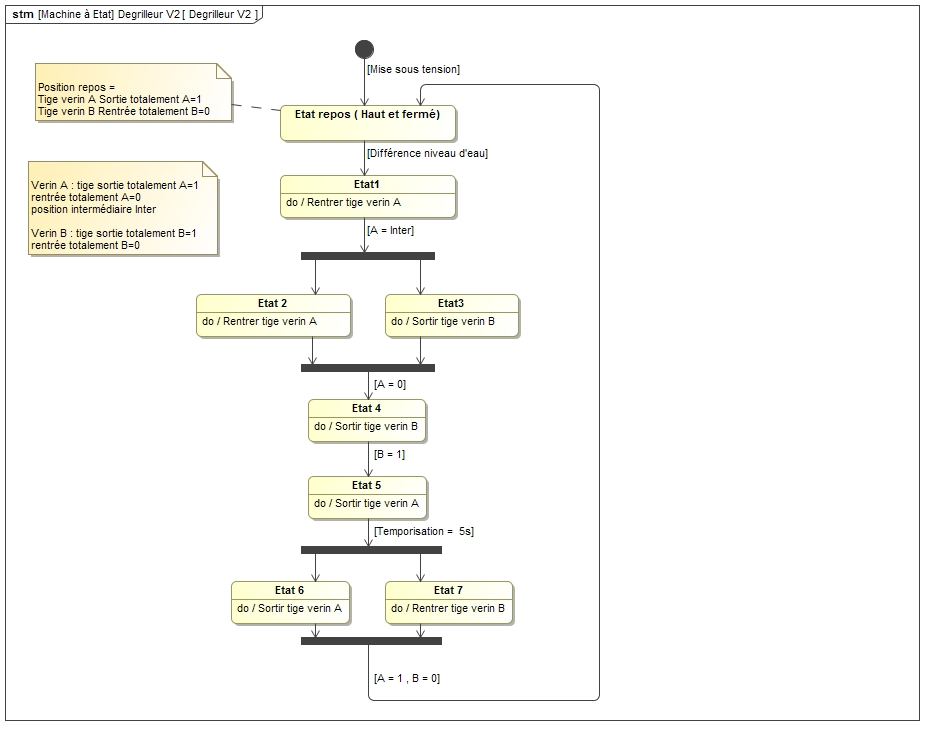 stm [Machine à Etat] Degrilleur V2 [ Degrilleur V2 ]
[Mise sous tension]
Position repos =
Tige verin A Sortie totalement A=1
Tige verin B Rentrée totalement B=0
Etat repos ( Haut et fermé)
[Différence niveau d'eau]
Verin A : tige sortie totalement A=1
rentrée totalement A=0
position intermédiaire Inter
Verin B : tige sortie totalement B=1
rentrée totalement B=0
Etat1
do / Rentrer tige verin A
[A = Inter]
Etat 2
do / Rentrer tige verin A
Etat3
do / Sortir tige verin B
[A = 0]
Etat 4
do / Sortir tige verin B
[B = 1]
Etat 5
do / Sortir tige verin A
[Temporisation =  5s]
Etat 6
do / Sortir tige verin A
Etat 7
do / Rentrer tige verin B
[A = 1 , B = 0]